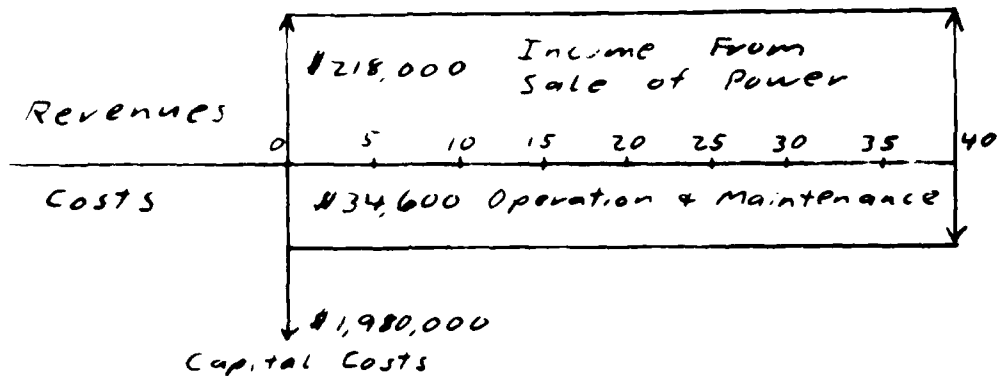 $218,000 Income From
Sale of Power
Revenues
0 5 10 15 20 25 30 35 40
Costs
$34,600 Operation & Maintenance
$1,980,000
Capital Costs